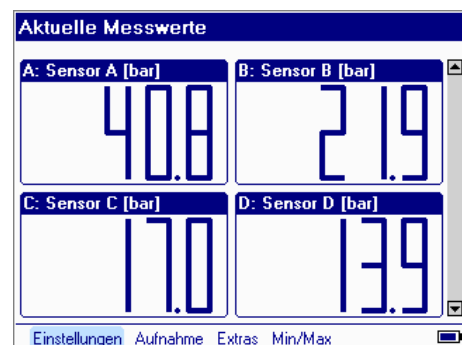 Aktuelle Messwerte
A: Sensor A [bar]
40.8
B: Sensor B [bar]
21.9
C: Sensor C [bar]
17.0
D: Sensor D [bar]
13.9
Einstellungen Aufnahme Extras Min/Max